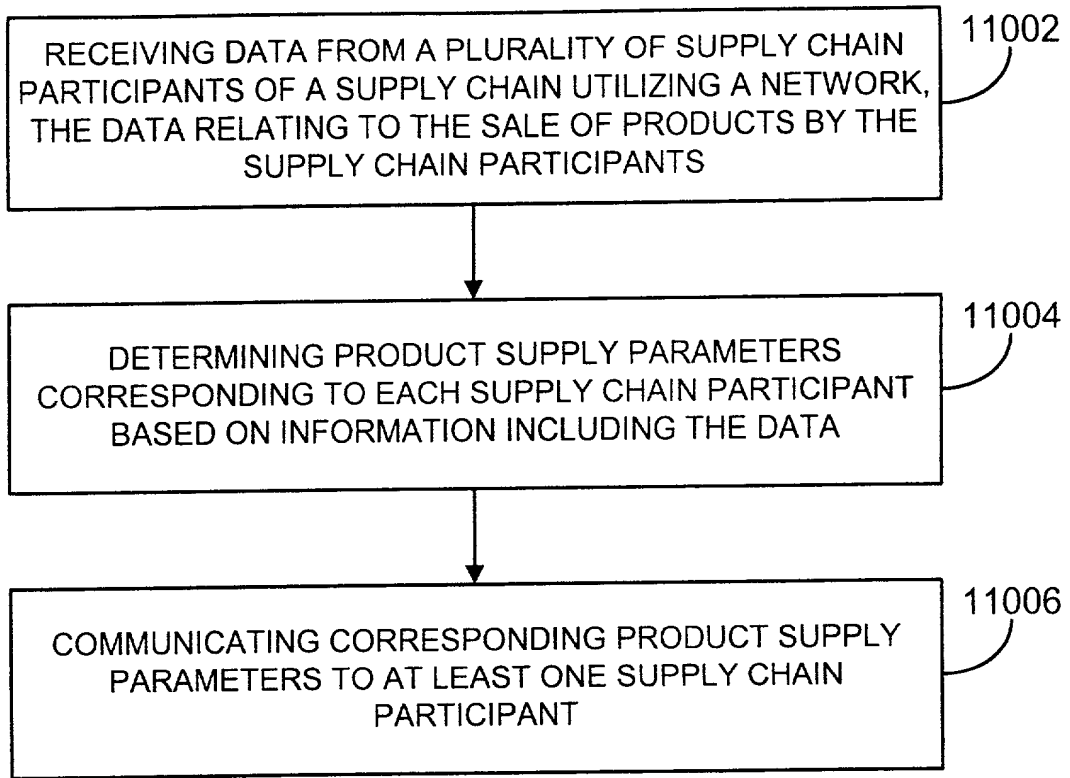 RECEIVING DATA FROM A PLURALITY OF SUPPLY CHAIN
PARTICIPANTS OF A SUPPLY CHAIN UTILIZING A NETWORK,
THE DATA RELATING TO THE SALE OF PRODUCTS BY THE
SUPPLY CHAIN PARTICIPANTS
11002
DETERMINING PRODUCT SUPPLY PARAMETERS
CORRESPONDING TO EACH SUPPLY CHAIN PARTICIPANT
BASED ON INFORMATION INCLUDING THE DATA
11004
COMMUNICATING CORRESPONDING PRODUCT SUPPLY
PARAMETERS TO AT LEAST ONE SUPPLY CHAIN
PARTICIPANT
11006